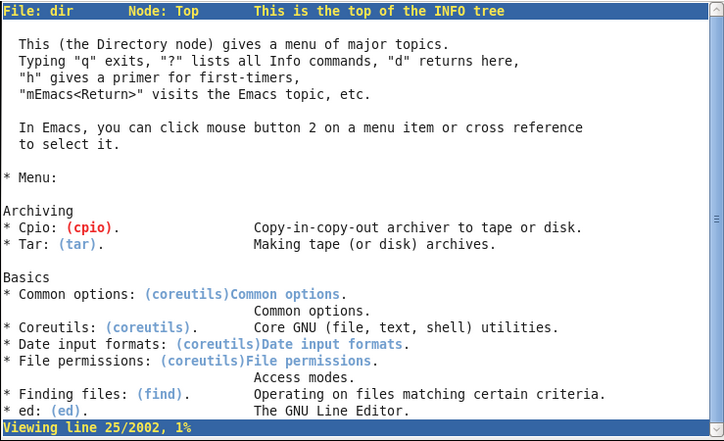 File: dir       Node: Top       This is the top of the INFO tree
This (the Directory node) gives a menu of major topics.
Typing "q" exits, "?" lists all Info commands, "d" returns here,
"h" gives a primer for first-timers,
"mEmacs<Return>" visits the Emacs topic, etc.
In Emacs, you can click mouse button 2 on a menu item or cross reference
to select it.
* Menu:
Archiving
* Cpio: (cpio).                 Copy-in-copy-out archiver to tape or disk.
* Tar: (tar).                   Making tape (or disk) archives.
Basics
* Common options: (coreutils)Common options.
Common options.
* Coreutils: (coreutils).       Core GNU (file, text, shell) utilities.
* Date input formats: (coreutils)Date input formats.
* File permissions: (coreutils)File permissions.
Access modes.
* Finding files: (find).        Operating on files matching certain criteria.
* ed: (ed).                     The GNU Line Editor.
Viewing line 25/2002, 1%